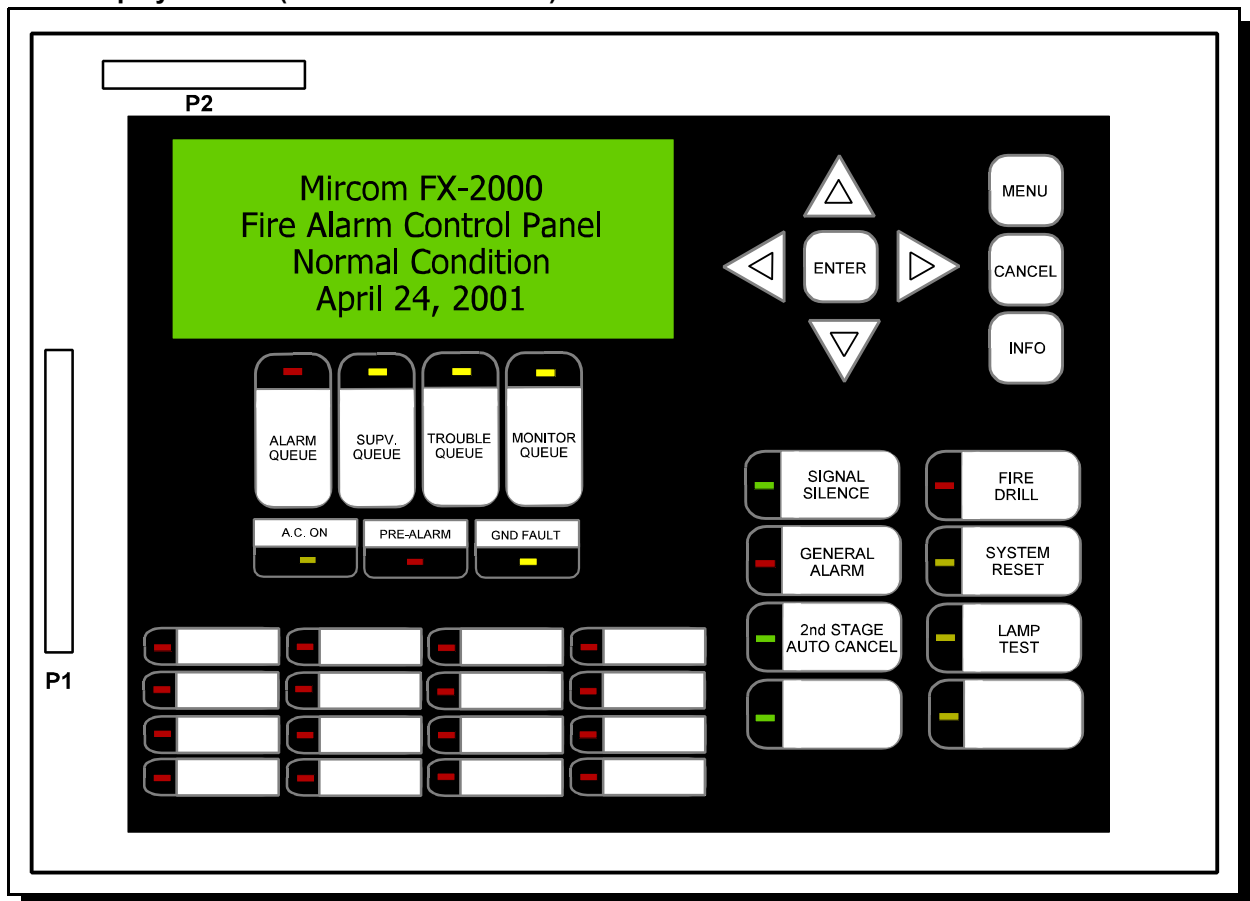 P2
Mircom FX-2000
Fire Alarm Control Panel
Normal Condition
April 24, 2001
MENU
ENTER
CANCEL
INFO
ALARM
QUEUE
SUPV.
QUEUE
TROUBLE
QUEUE
MONITOR
QUEUE
A.C. ON
PRE-ALARM
GND FAULT
SIGNAL
SILENCE
FIRE
DRILL
GENERAL
ALARM
SYSTEM
RESET
2nd STAGE
AUTO CANCEL
LAMP
TEST
P1